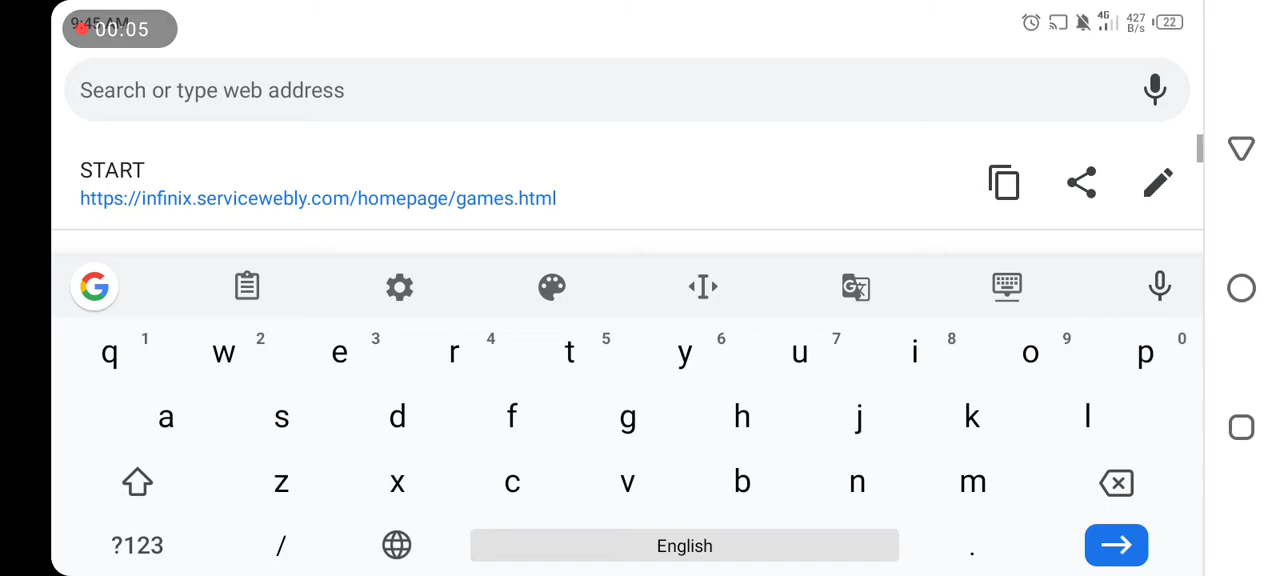 9:45 AM
00:05
4G
427
B/s
22
Search or type web address
START
https://infinix.servicewebly.com/homepage/games.html
G
G
q 1 w 2 e 3 r 4 t 5 y 6 u 7 i 8 o 9 p 0
a s d f g h j k l
z x c v b n m
?123 / English .